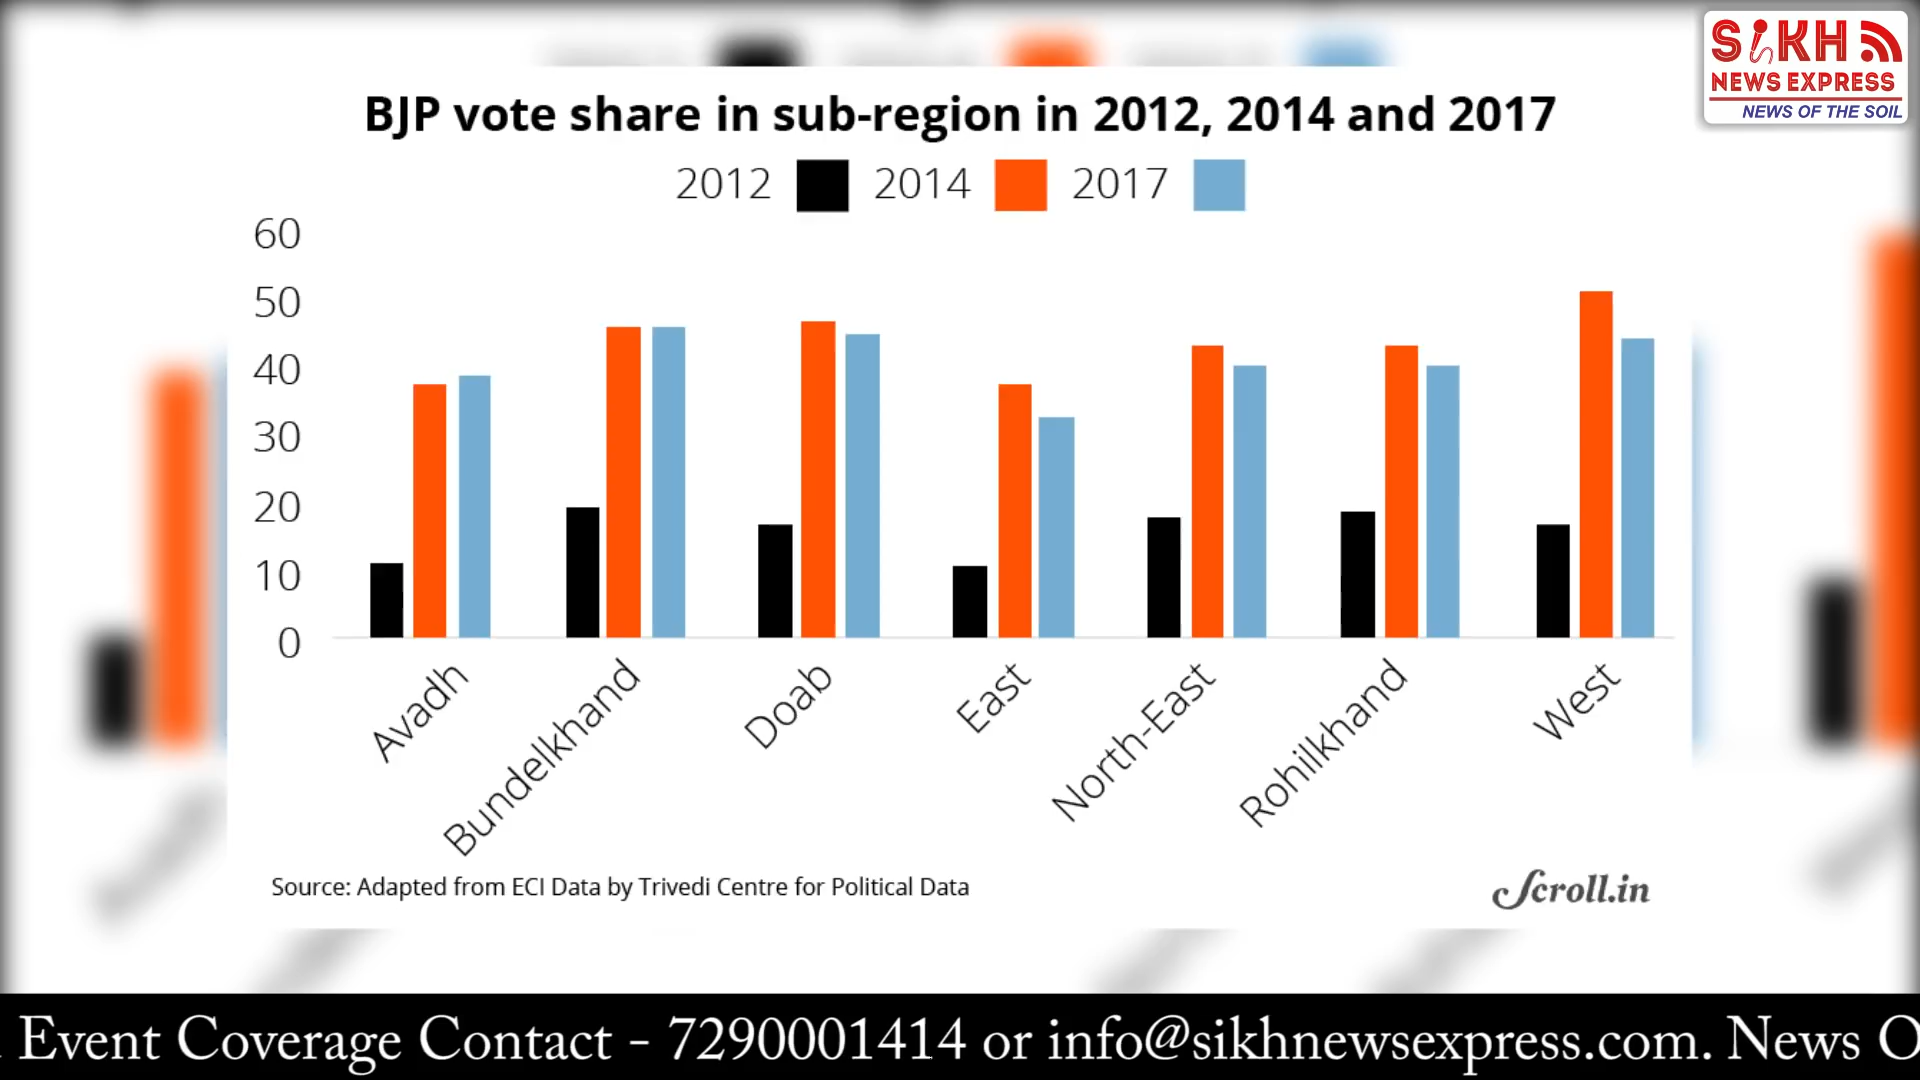 SiKH
NEWS EXPRESS
NEWS OF THE SOIL
BJP vote share in sub-region in 2012, 2014 and 2017
2012 2014 2017
60
50
40
30
20
10
0
Avadh
Bundelkhand
Doab
East
North-East
Rohilkhand
West
Source: Adapted from ECI Data by Trivedi Centre for Political Data
Scroll.in
Event Coverage Contact - 7290001414 or info@sikhnewsexpress.com. News O